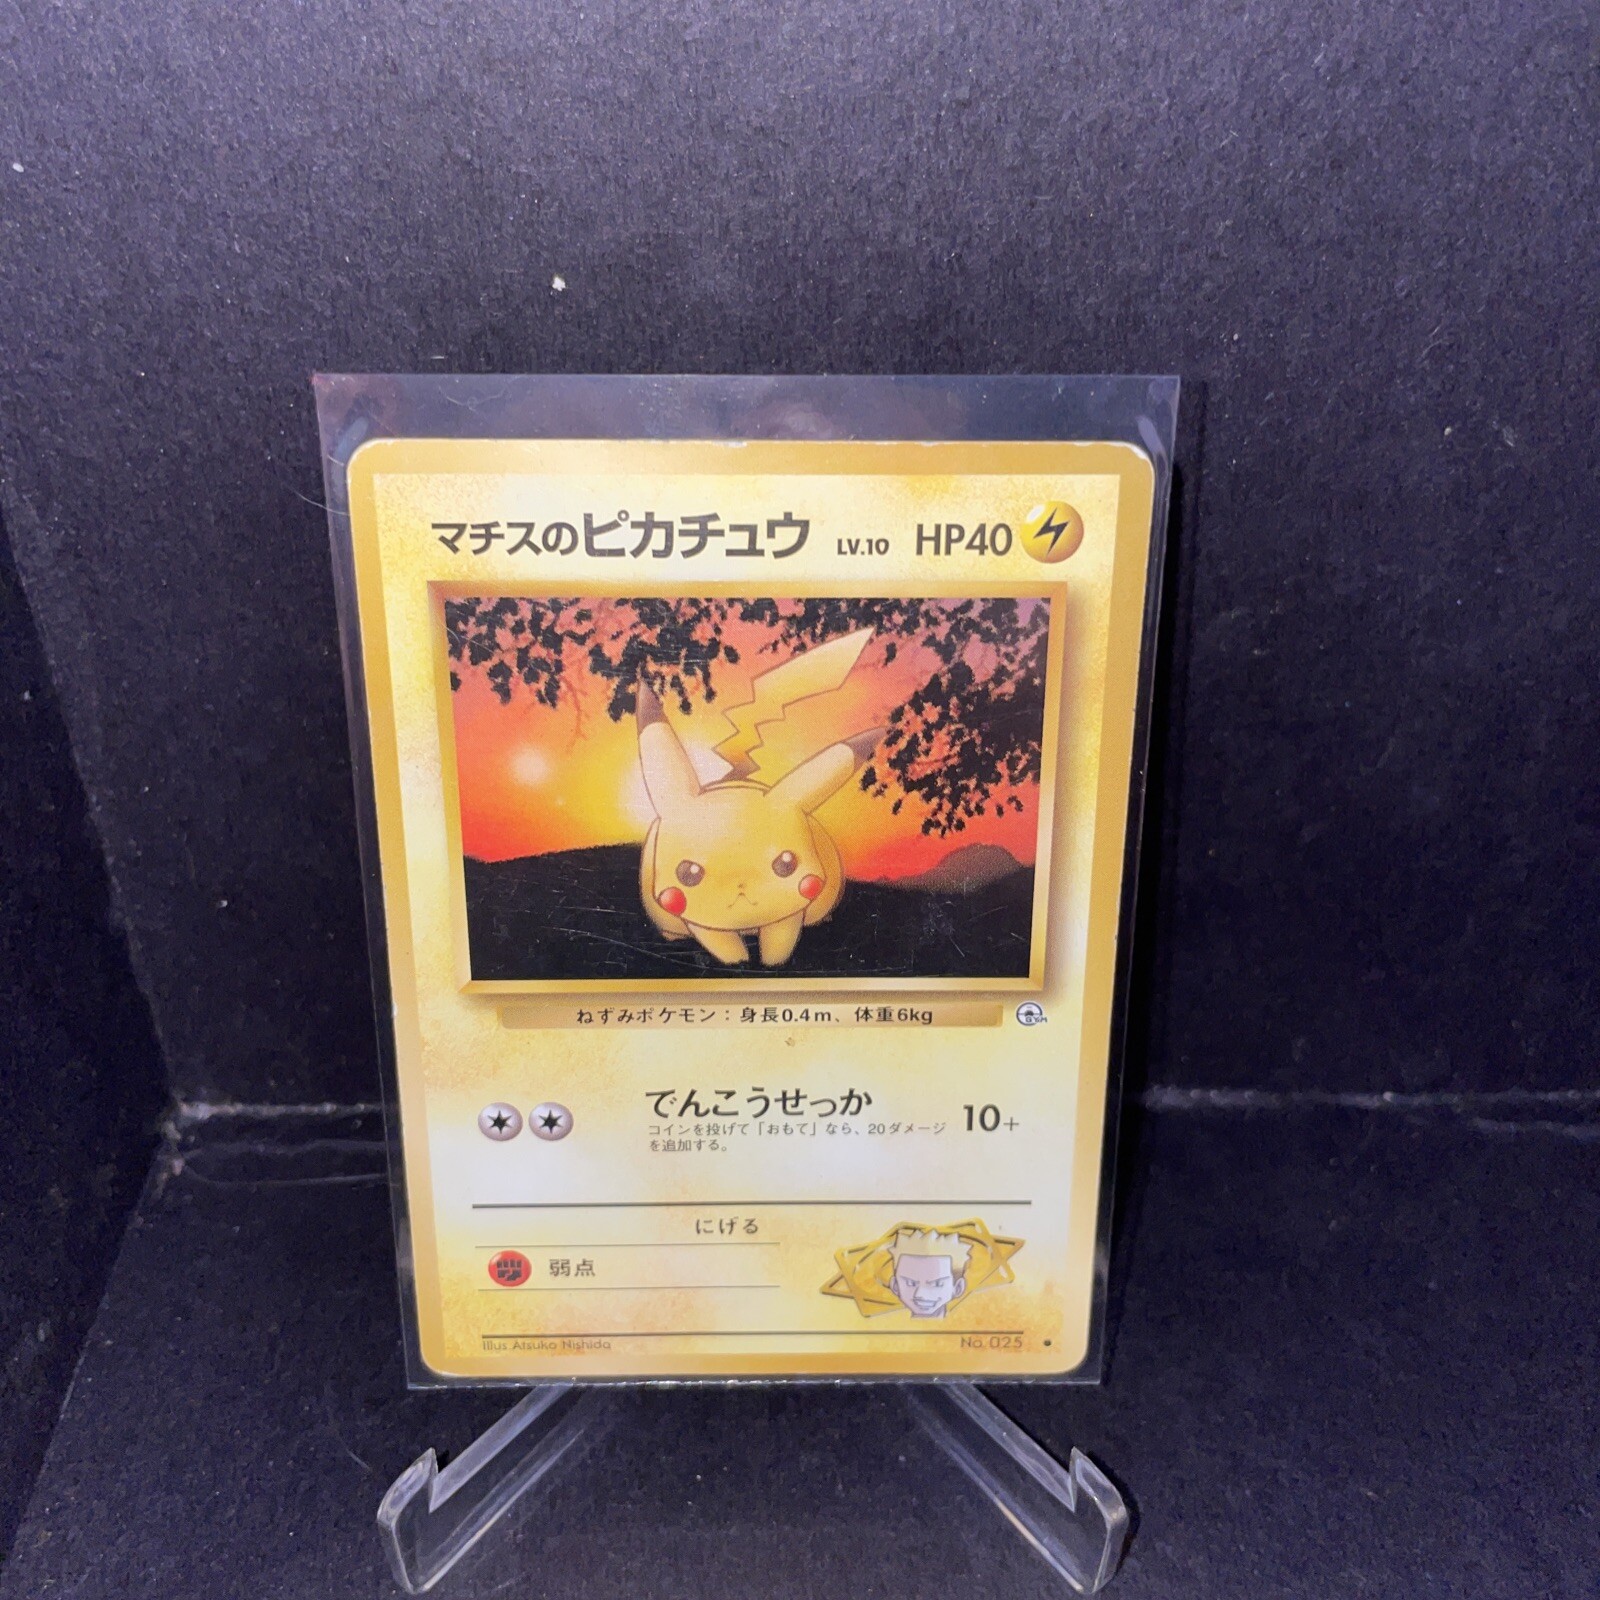 マチスのピカチュウ LV.10 HP40
ねずみポケモン：身長0.4m、体重6kg
GYM
でんこうせっか 10+
コインを投げて「おもて」なら、20ダメージ
を追加する。
にげる
弱点
Illus. Atsuko Nishida No. 025